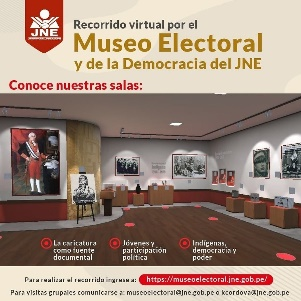 JNE
Recorrido virtual por el
Museo Electoral
y de la Democracia del JNE
Conoce nuestras salas:
La caricatura como fuente documental
Jóvenes y participación política
Indígenas, democracia y poder
Para realizar el recorrido ingrese a: https://museoelectoral.jne.gob.pe/
Para visitas grupales comunicarse a: museoelectoral@jne.gob.pe o kcordova@jne.gob.pe